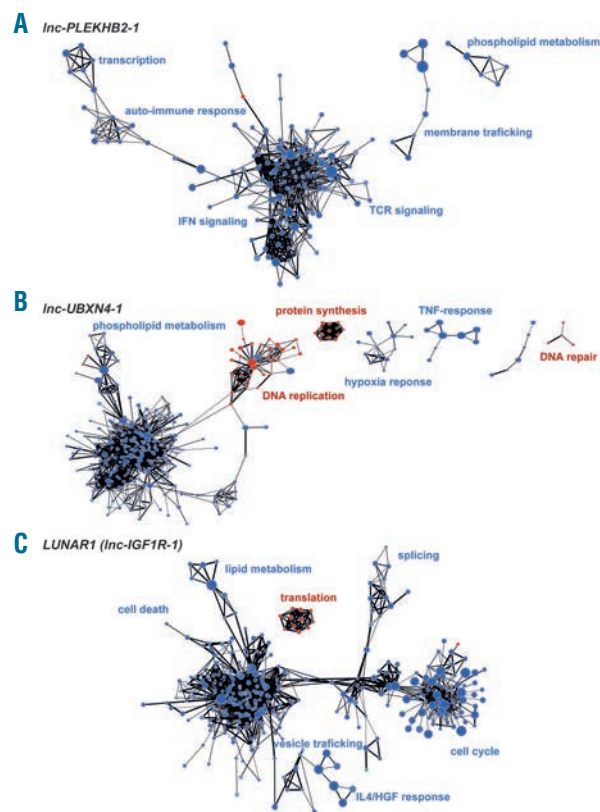 A lnc-PLEKHB2-1
transcription
phospholipid metabolism
auto-immune response
membrane traficking
IFN signaling
TCR signaling
B lnc-UBXN4-1
protein synthesis
TNF-response
phospholipid metabolism
hypoxia reponse
DNA repair
DNA replication
C LUNAR1 (lnc-IGF1R-1)
splicing
lipid metabolism
translation
cell death
vesicle traficking
cell cycle
IL4/HGF response